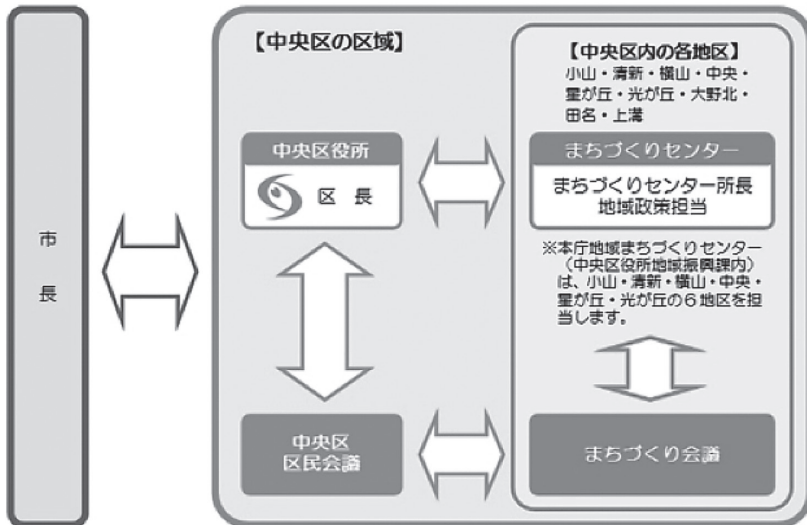 市
長
【中央区の区域】
中央区役所
区 長
中央区
区民会議
【中央区内の各地区】
小山・清新・横山・中央・
星が丘・光が丘・大野北・
田名・上溝
まちづくりセンター
まちづくりセンター所長
地域政策担当
※本庁地域まちづくりセンター
(中央区役所地域振興課内)
は、小山・清新・横山・中央・
星が丘・光が丘の6地区を担
当します。
まちづくり会議